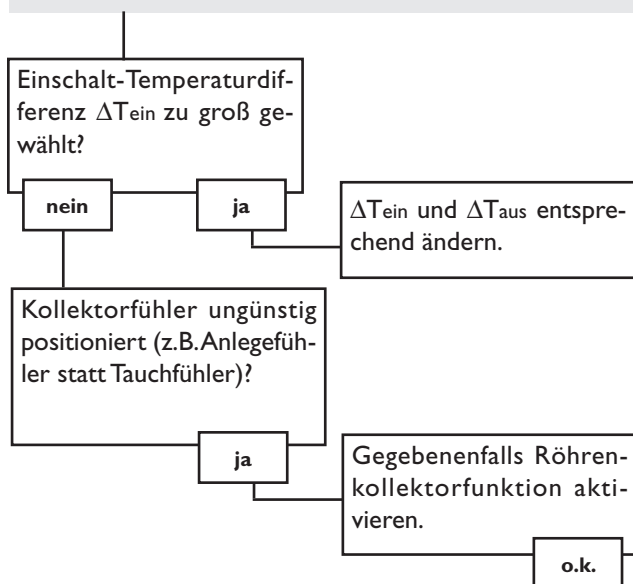 Einschalt-Temperaturdif-
ferenz ΔTein zu groß ge-
wählt?
nein
ja
ΔTein und ΔTaus entspre-
chend ändern.
Kollektorfühler ungünstig
positioniert (z.B. Anlegefüh-
ler statt Tauchfühler)?
ja
Gegebenenfalls Röhren-
kollektorfunktion akti-
vieren.
o.k.